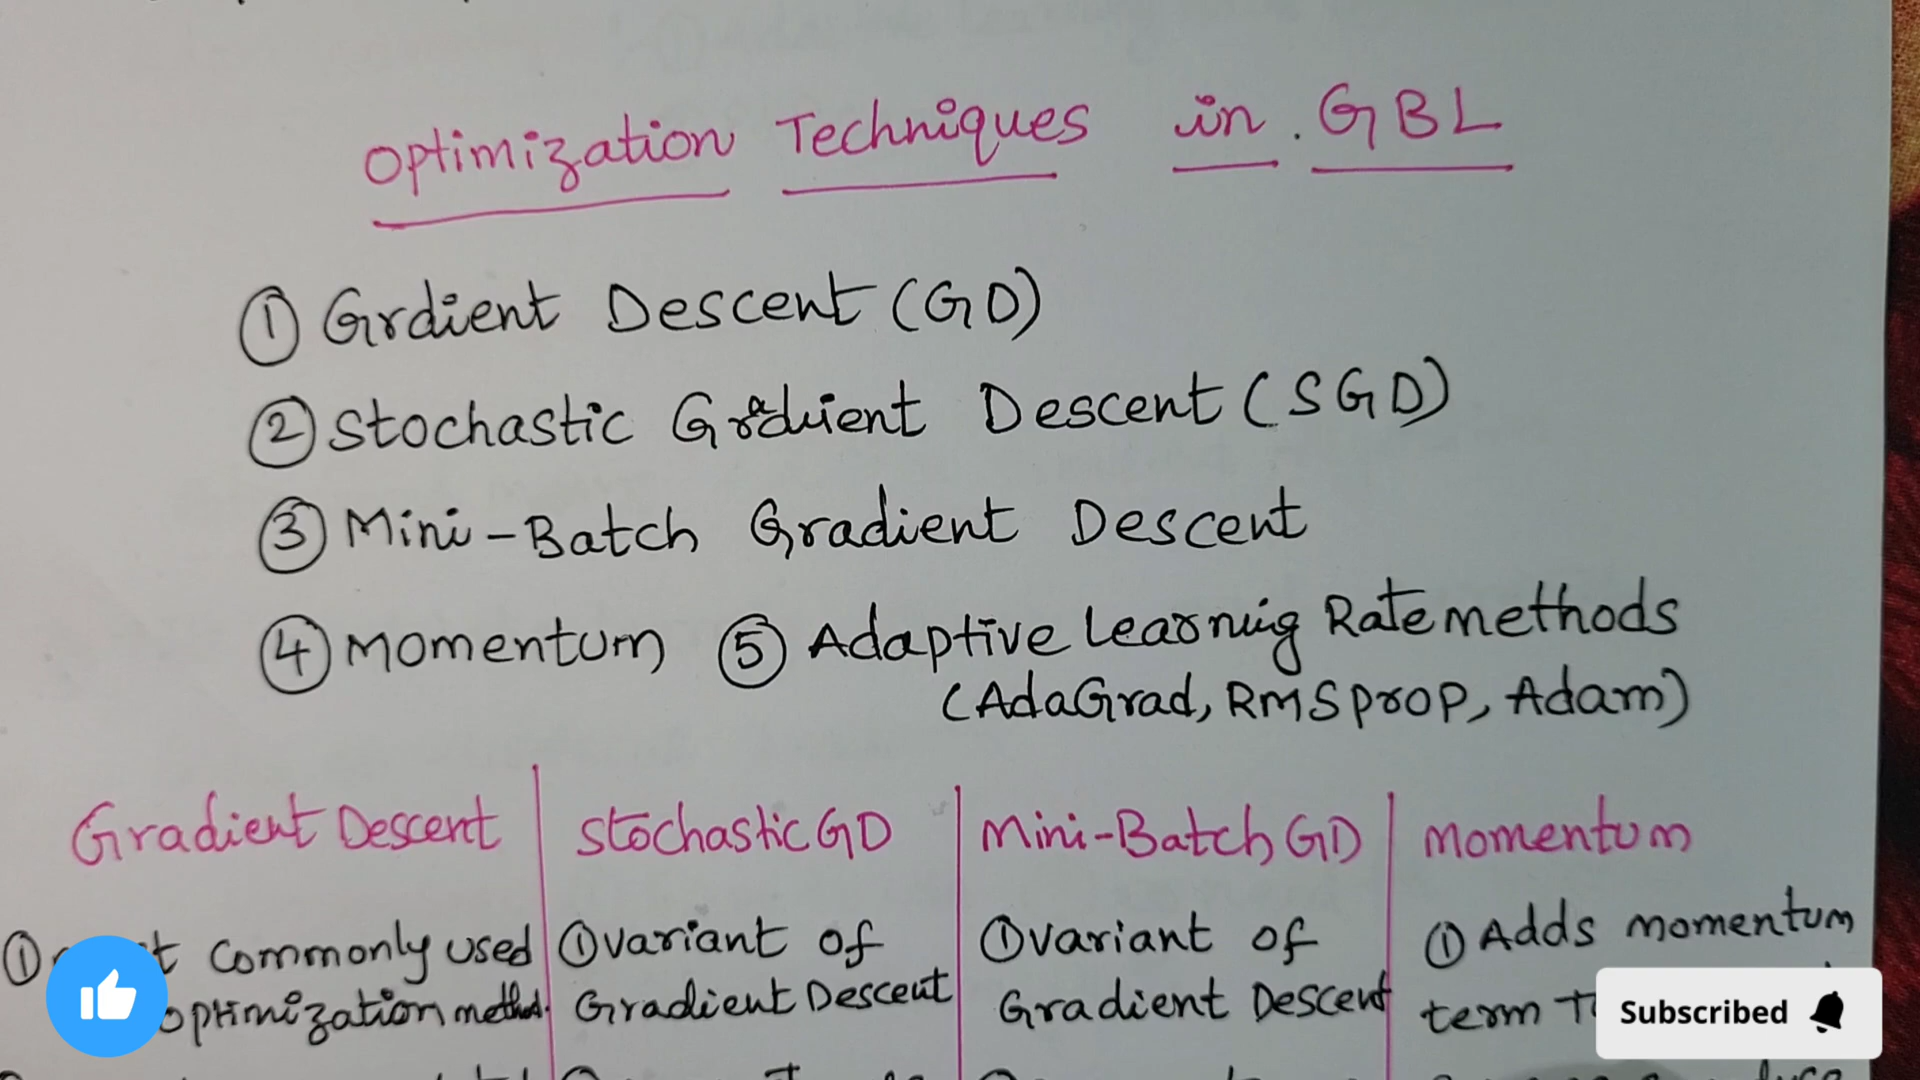 Optimization Techniques in . GBL
① Grdient Descent (GD)
② Stochastic Gradient Descent (SGD)
③ Mini-Batch Gradient Descent
④ Momentum ⑤ Adaptive Learning Rate methods
(AdaGrad, RMSprop, Adam)
Gradient Descent
Stochastic GD
Mini-Batch GD
Momentum
① commonly used
optimization method.
① Variant of
Gradient Descent
① Variant of
Gradient Descent
① Adds momentum
term
Subscribed